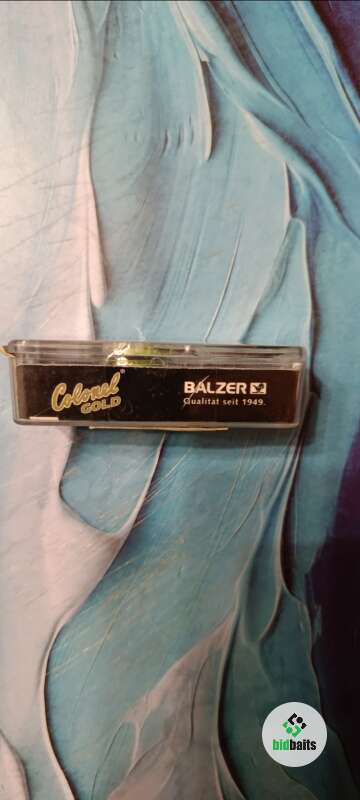 Colonel®
GOLD
BALZER
Qualität seit 1949.
bidbaits